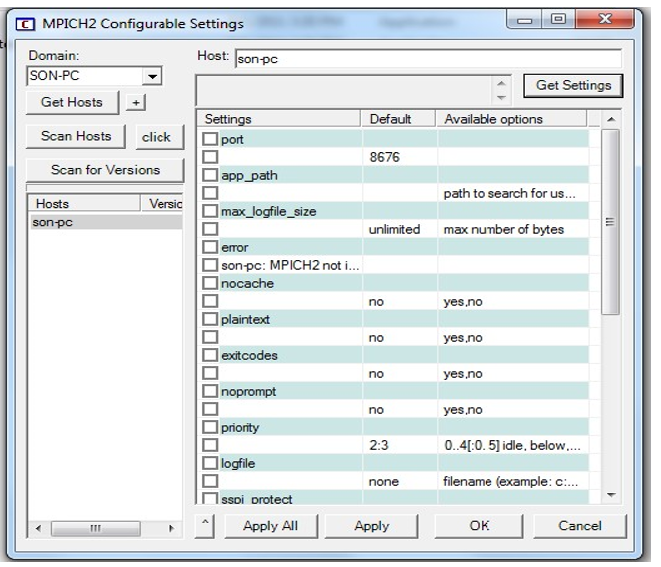 MPICH2 Configurable Settings
Domain:
SON-PC
Get Hosts
+
Scan Hosts
click
Scan for Versions
Hosts Versic
son-pc
Host: son-pc
Get Settings
Settings Default Available options
port
8676
app_path
path to search for us...
max_logfile_size
unlimited max number of bytes
error
son-pc: MPICH2 not i...
nocache
no yes,no
plaintext
no yes,no
exitcodes
no yes,no
noprompt
no yes,no
priority
2:3 0..4[:0..5] idle, below,...
logfile
none filename (example: c:...
sspi_protect
^ Apply All Apply OK Cancel